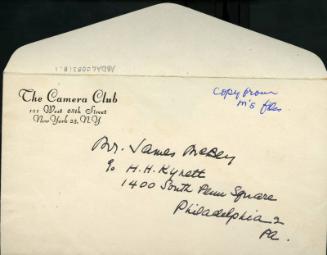 The Camera Club
111 West 68th Street
New York 23, N.Y
copy from
M's files
Mr. James McBey
% H.H. Kynett
1400 South Penn Square
Philadelphia 2
Pa.